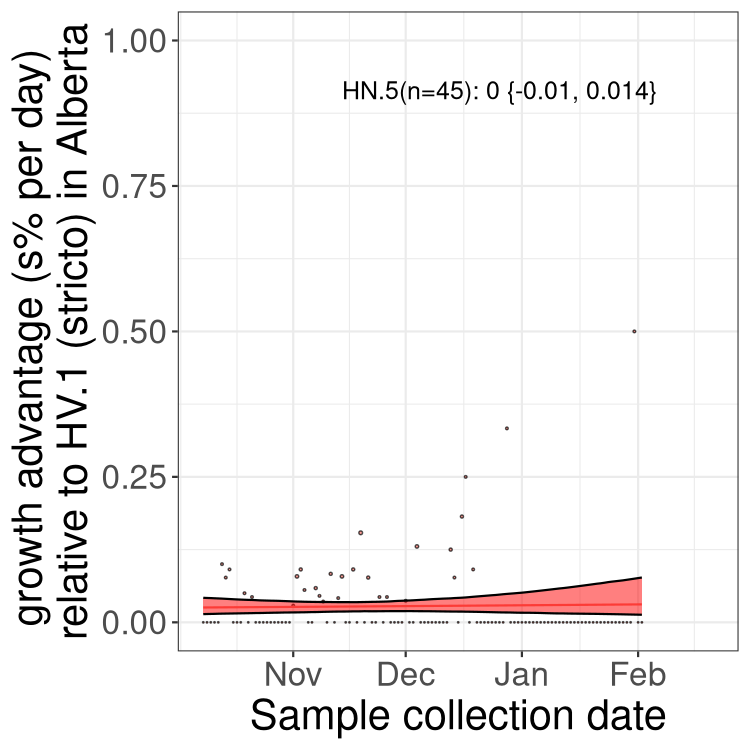 growth advantage (s% per day)
relative to HV.1 (stricto) in Alberta
1.00
HN.5(n=45): 0 {-0.01, 0.014}
0.75
0.50
0.25
0.00
Nov Dec Jan Feb
Sample collection date